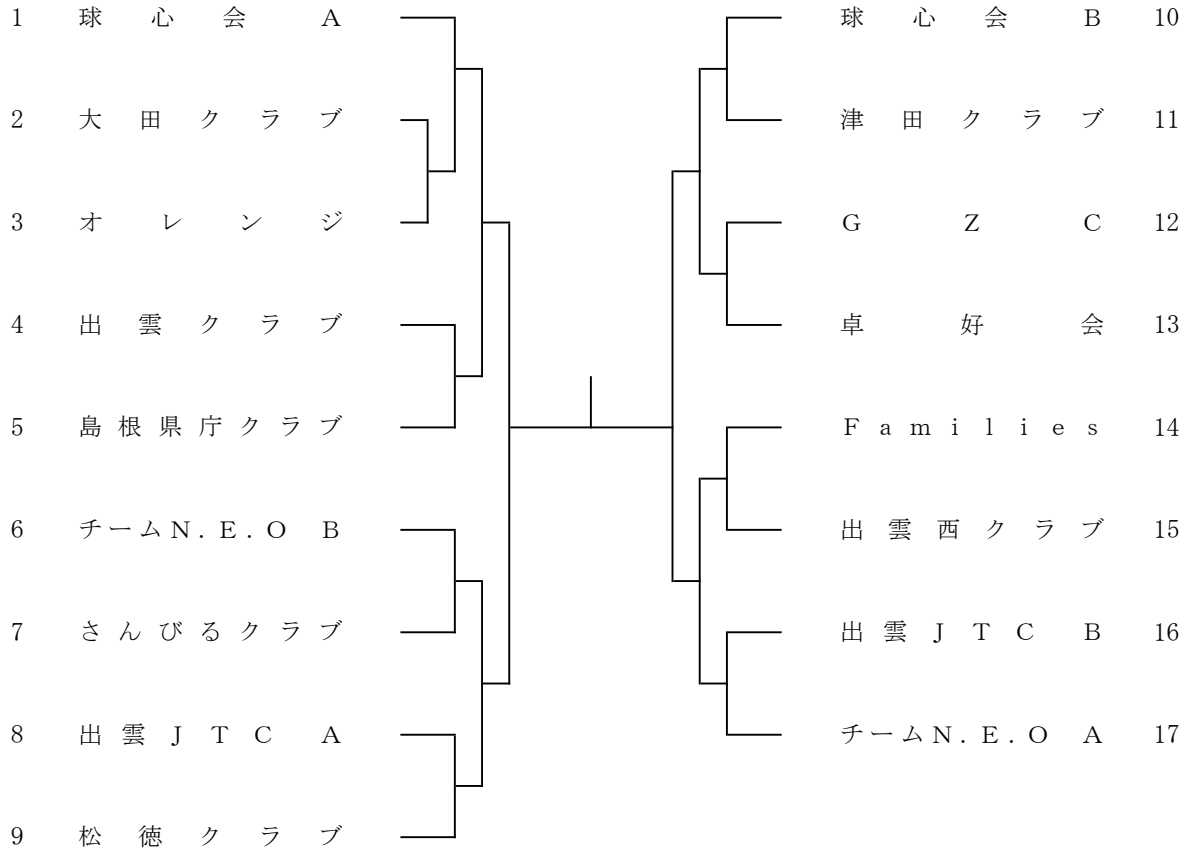 1 球心会 A
2 大田クラブ
3 オレンジ
4 出雲クラブ
5 島根県庁クラブ
6 チームN.E.O B
7 さんびるクラブ
8 出雲JTC A
9 松徳クラブ
球心会 B 10
津田クラブ 11
GZC 12
卓好会 13
Families 14
出雲西クラブ 15
出雲JTC B 16
チームN.E.O A 17